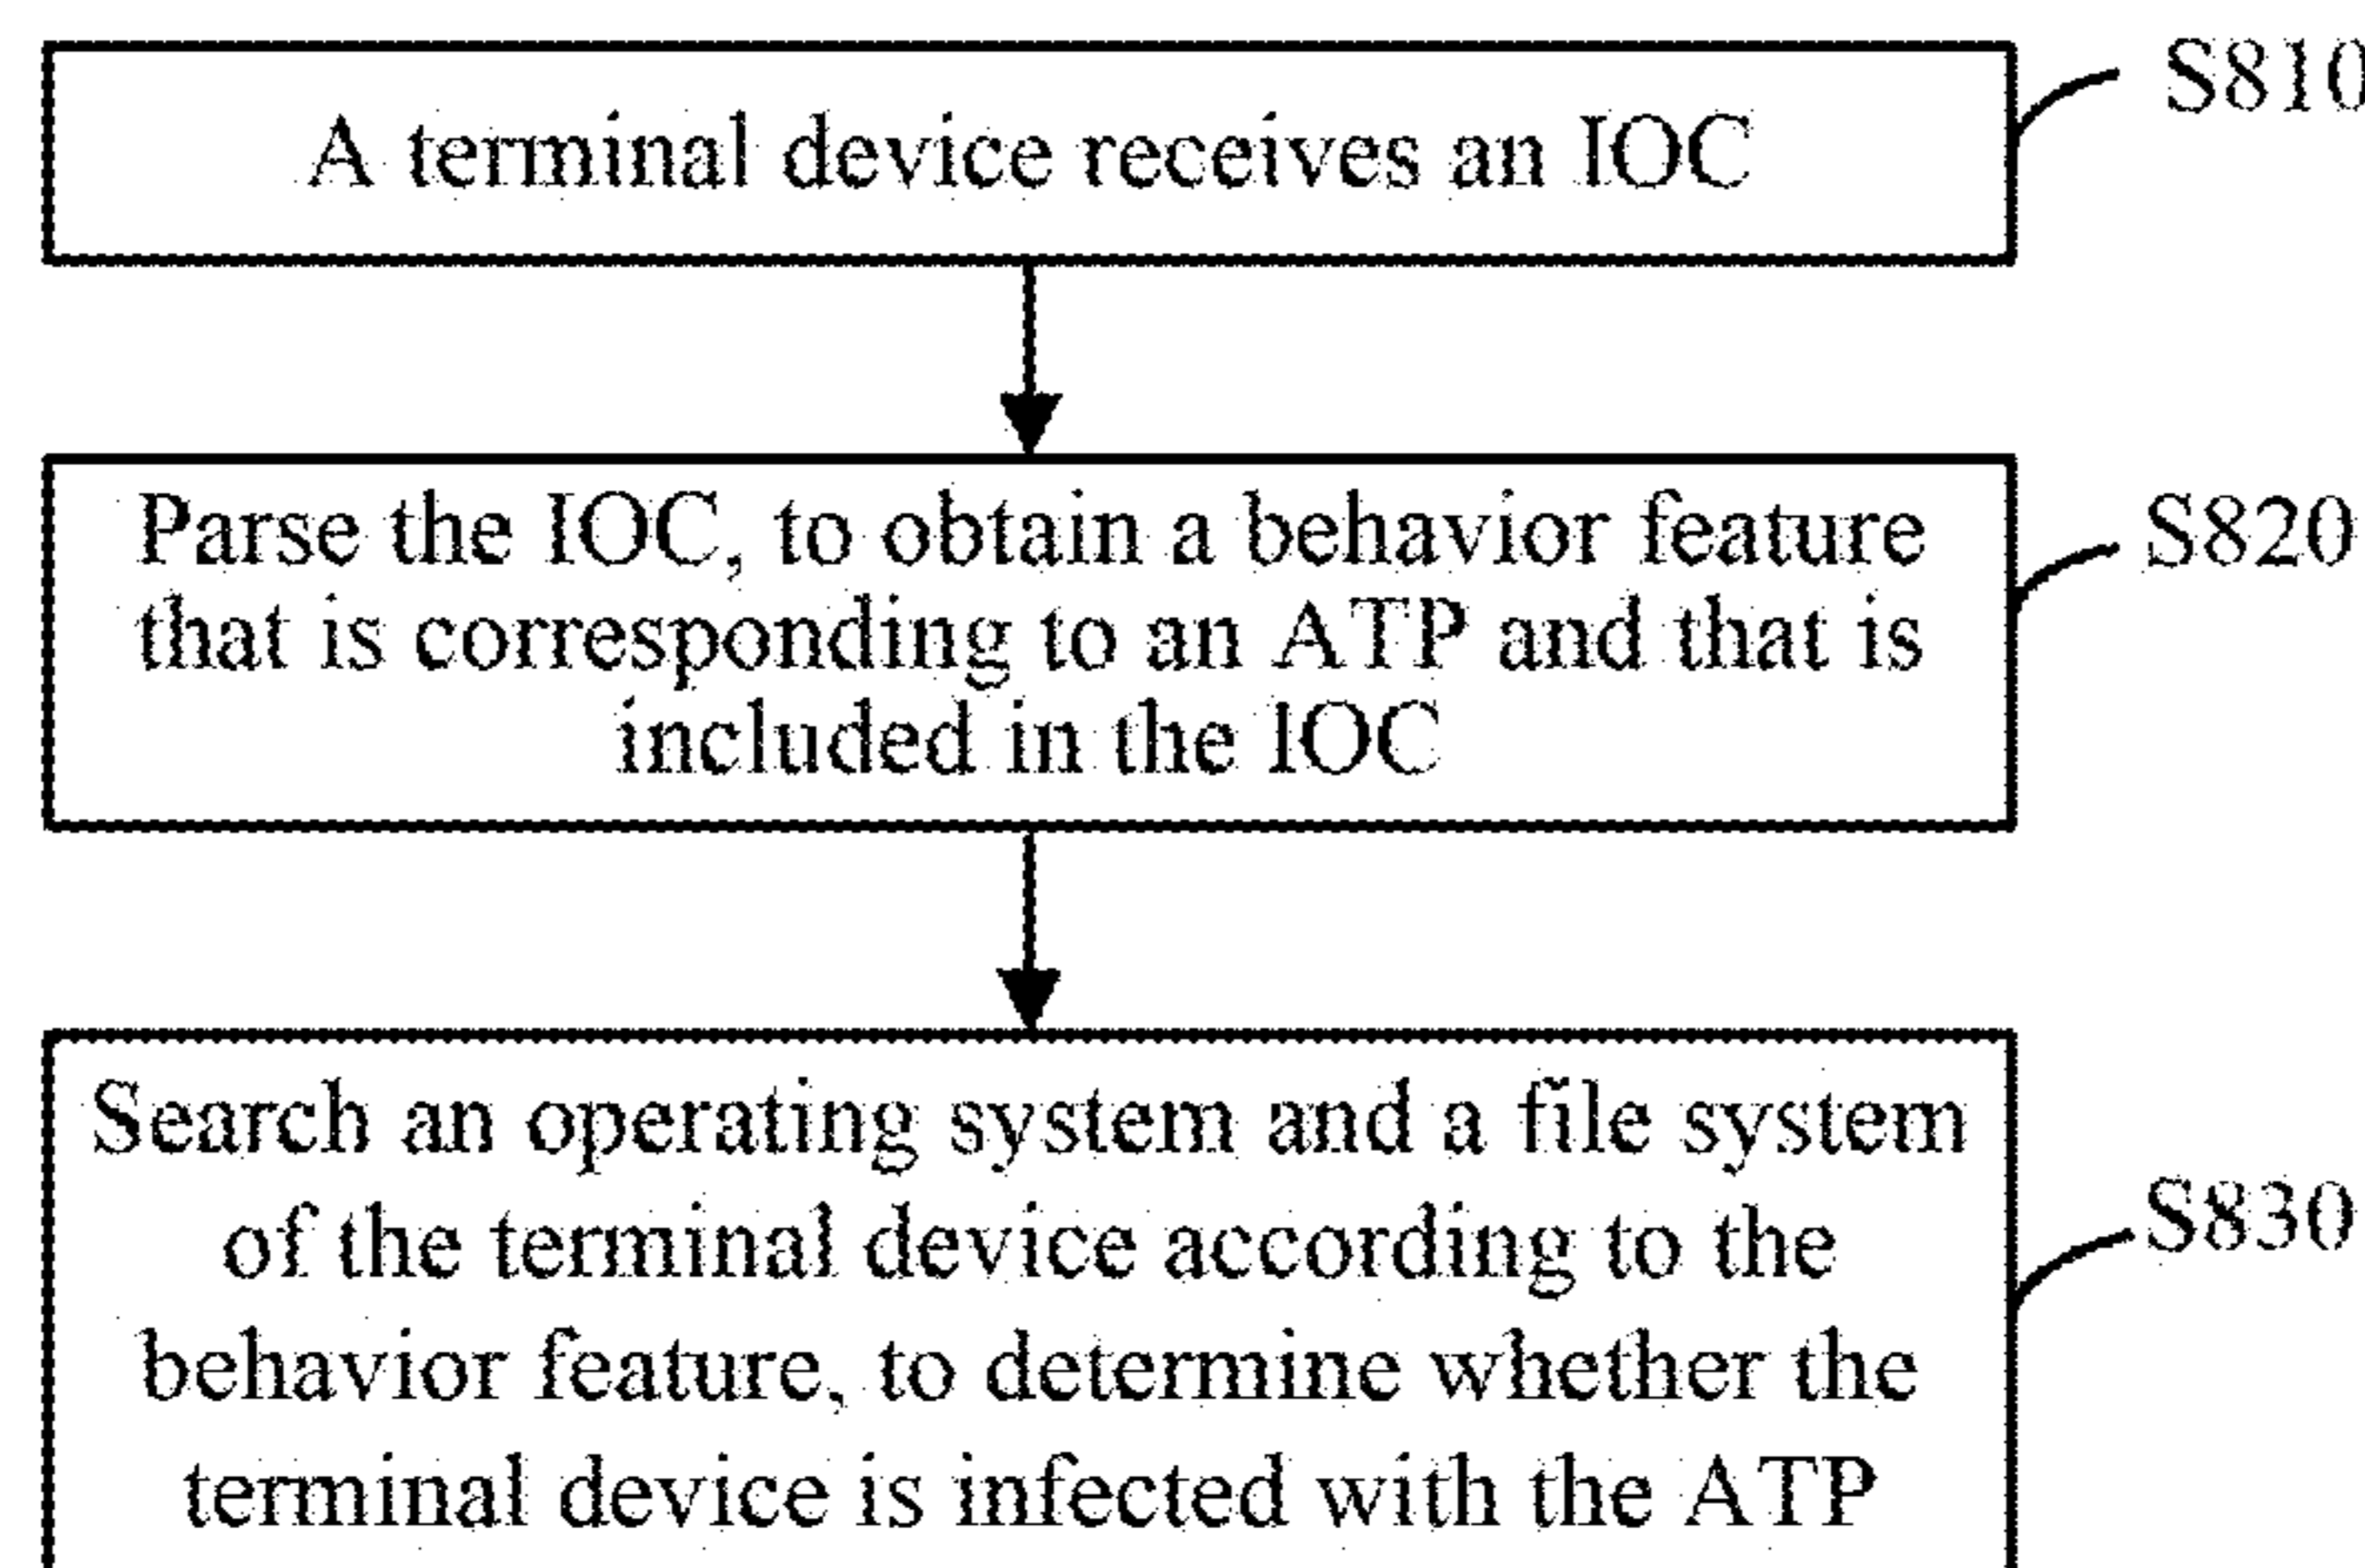 A terminal device receives an IOC
S810
Parse the IOC, to obtain a behavior feature
that is corresponding to an ATP and that is
included in the IOC
S820
Search an operating system and a file system
of the terminal device according to the
behavior feature, to determine whether the
terminal device is infected with the ATP
S830